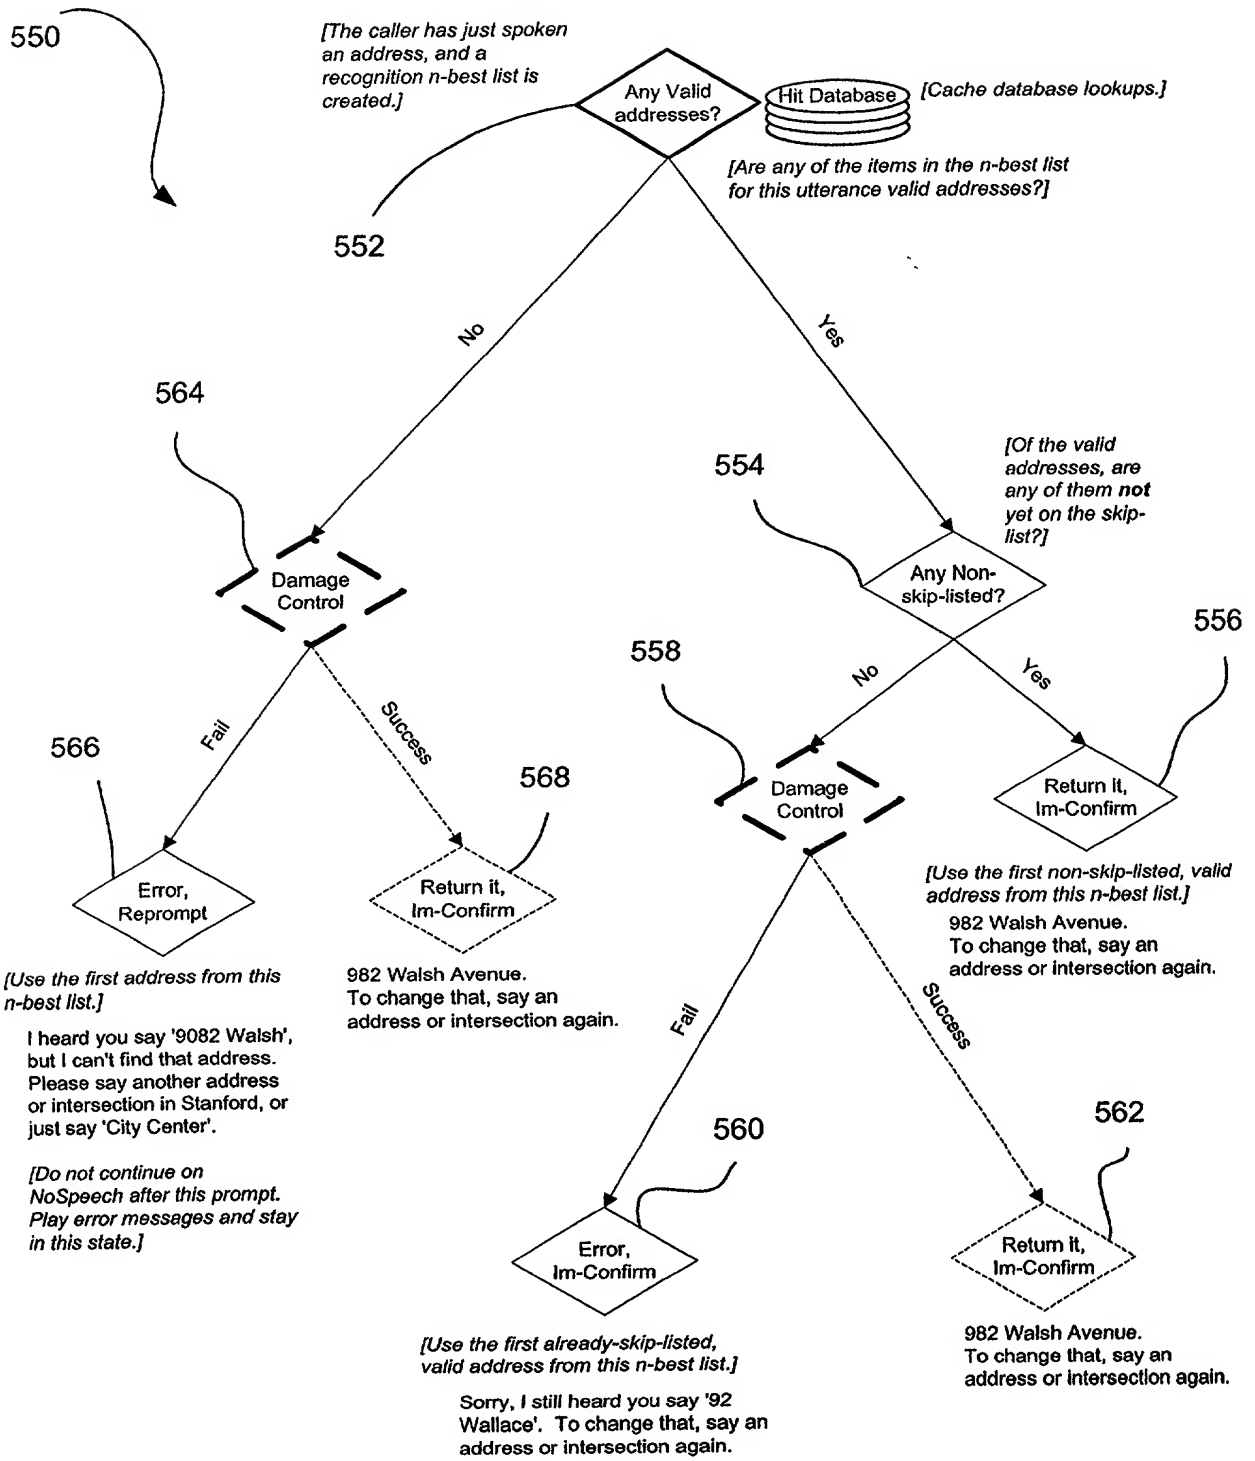 550
[The caller has just spoken
an address, and a
recognition n-best list is
created.]
Any Valid
addresses?
Hit Database
[Cache database lookups.]
[Are any of the items in the n-best list
for this utterance valid addresses?]
552
No
Yes
564
554
[Of the valid
addresses, are
any of them not
yet on the skip-
list?]
Damage
Control
Any Non-
skip-listed?
556
558
No
Yes
Fail
Success
566
568
Damage
Control
Return it,
Im-Confirm
Error,
Reprompt
Return it,
Im-Confirm
[Use the first non-skip-listed, valid
address from this n-best list.]
982 Walsh Avenue.
To change that, say an
address or intersection again.
[Use the first address from this
n-best list.]
I heard you say '9082 Walsh',
but I can't find that address.
Please say another address
or intersection in Stanford, or
just say 'City Center'.
[Do not continue on
NoSpeech after this prompt.
Play error messages and stay
in this state.]
982 Walsh Avenue.
To change that, say an
address or intersection again.
Fail
Success
560
562
Error,
Im-Confirm
Return it,
Im-Confirm
[Use the first already-skip-listed,
valid address from this n-best list.]
Sorry, I still heard you say '92
Wallace'. To change that, say an
address or intersection again.
982 Walsh Avenue.
To change that, say an
address or intersection again.